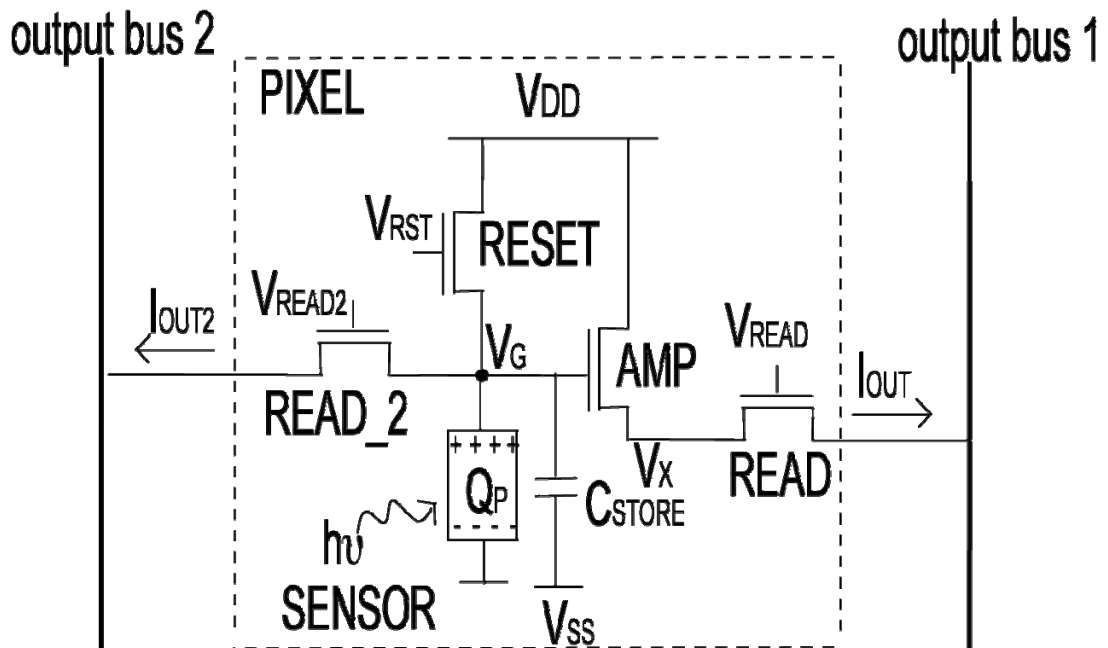 output bus 2
output bus 1
PIXEL
VDD
VRST
RESET
VREAD2
IOUT2
VG
AMP
VREAD
IOUT
READ_2
VX
READ
+ + + +
QP
- - - -
CSTORE
hυ
SENSOR
VSS